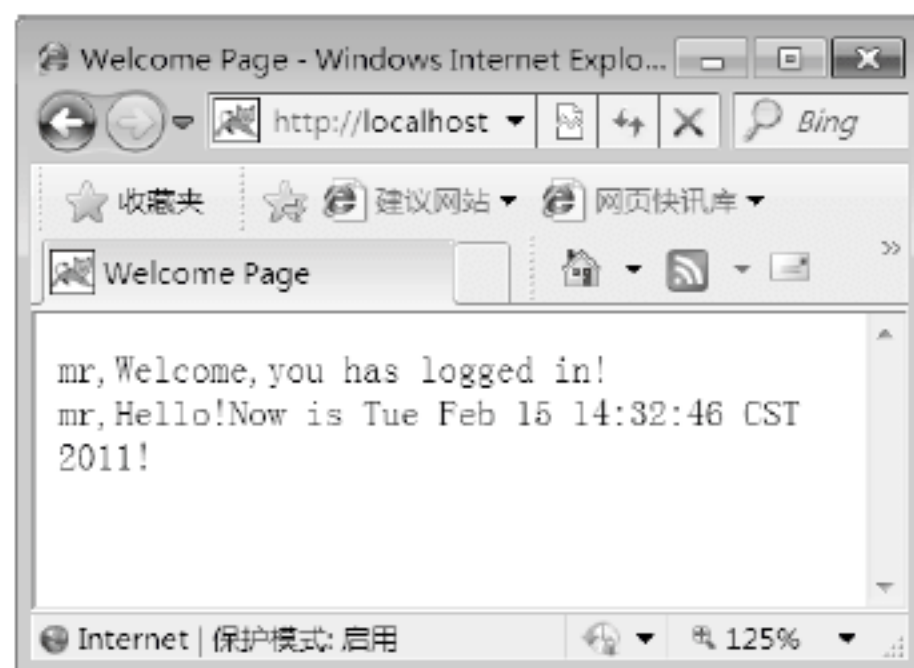 Welcome Page - Windows Internet Explo...
http://localhost
Bing
收藏夹 建议网站 网页快讯库
Welcome Page
mr,Welcome,you has logged in!
mr,Hello!Now is Tue Feb 15 14:32:46 CST
2011!
Internet | 保护模式: 启用 125%